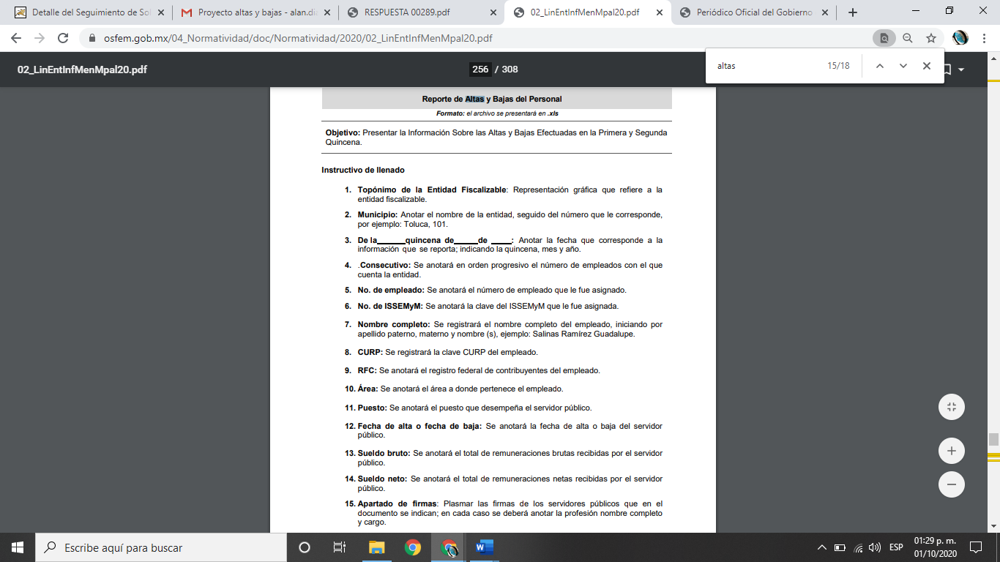 Detalle del Seguimiento de So
Proyecto altas y bajas - alan.dia
RESPUESTA 00289.pdf
02_LinEntInfMenMpal20.pdf
Periódico Oficial del Gobierno
osfem.gob.mx/04_Normatividad/doc/Normatividad/2020/02_LinEntInfMenMpal20.pdf
altas 15/18
02_LinEntInfMenMpal20.pdf
256 / 308
Reporte de Altas y Bajas del Personal
Formato: el archivo se presentará en .xls
Objetivo: Presentar la Información Sobre las Altas y Bajas Efectuadas en la Primera y Segunda
Quincena.
Instructivo de llenado
1. Topónimo de la Entidad Fiscalizable: Representación gráfica que refiere a la
entidad fiscalizable.
2. Municipio: Anotar el nombre de la entidad, seguido del número que le corresponde,
por ejemplo: Toluca, 101.
3. De la______quincena de_____de ____: Anotar la fecha que corresponde a la
información que se reporta; indicando la quincena, mes y año.
4. .Consecutivo: Se anotará en orden progresivo el número de empleados con el que
cuenta la entidad.
5. No. de empleado: Se anotará el número de empleado que le fue asignado.
6. No. de ISSEMyM: Se anotará la clave del ISSEMyM que le fue asignada.
7. Nombre completo: Se registrará el nombre completo del empleado, iniciando por
apellido paterno, materno y nombre (s), ejemplo: Salinas Ramírez Guadalupe.
8. CURP: Se registrará la clave CURP del empleado.
9. RFC: Se anotará el registro federal de contribuyentes del empleado.
10. Área: Se anotará el área a donde pertenece el empleado.
11. Puesto: Se anotará el puesto que desempeña el servidor público.
12. Fecha de alta o fecha de baja: Se anotará la fecha de alta o baja del servidor
público.
13. Sueldo bruto: Se anotará el total de remuneraciones brutas recibidas por el servidor
público.
14. Sueldo neto: Se anotará el total de remuneraciones netas recibidas por el servidor
público.
15. Apartado de firmas: Plasmar las firmas de los servidores públicos que en el
documento se indican; en cada caso se deberá anotar la profesión nombre completo
y cargo.
Escribe aquí para buscar
ESP
01:29 p. m.
01/10/2020